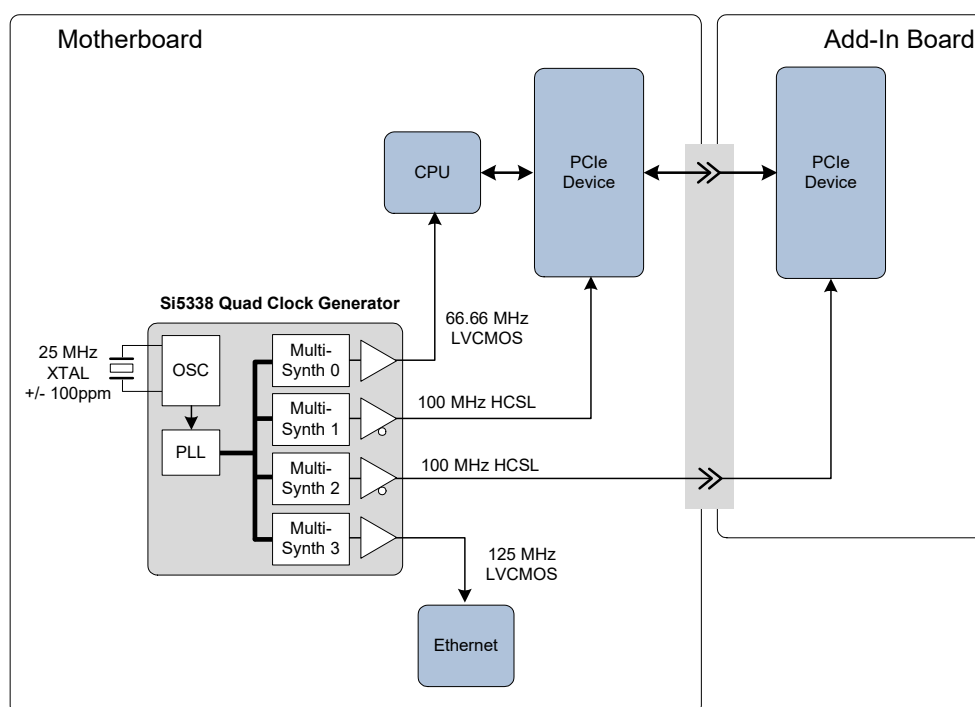 Motherboard
Add-In Board
CPU
PCIe
Device
PCIe
Device
Si5338 Quad Clock Generator
66.66 MHz
LVCMOS
25 MHz
XTAL
+/- 100ppm
OSC
PLL
Multi-
Synth 0
Multi-
Synth 1
100 MHz HCSL
Multi-
Synth 2
100 MHz HCSL
Multi-
Synth 3
125 MHz
LVCMOS
Ethernet